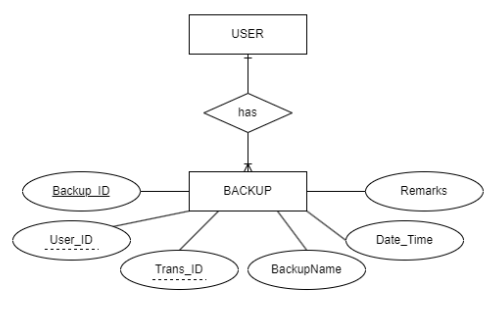 USER
has
BACKUP
Backup_ID
Remarks
User_ID
Date_Time
Trans_ID
BackupName